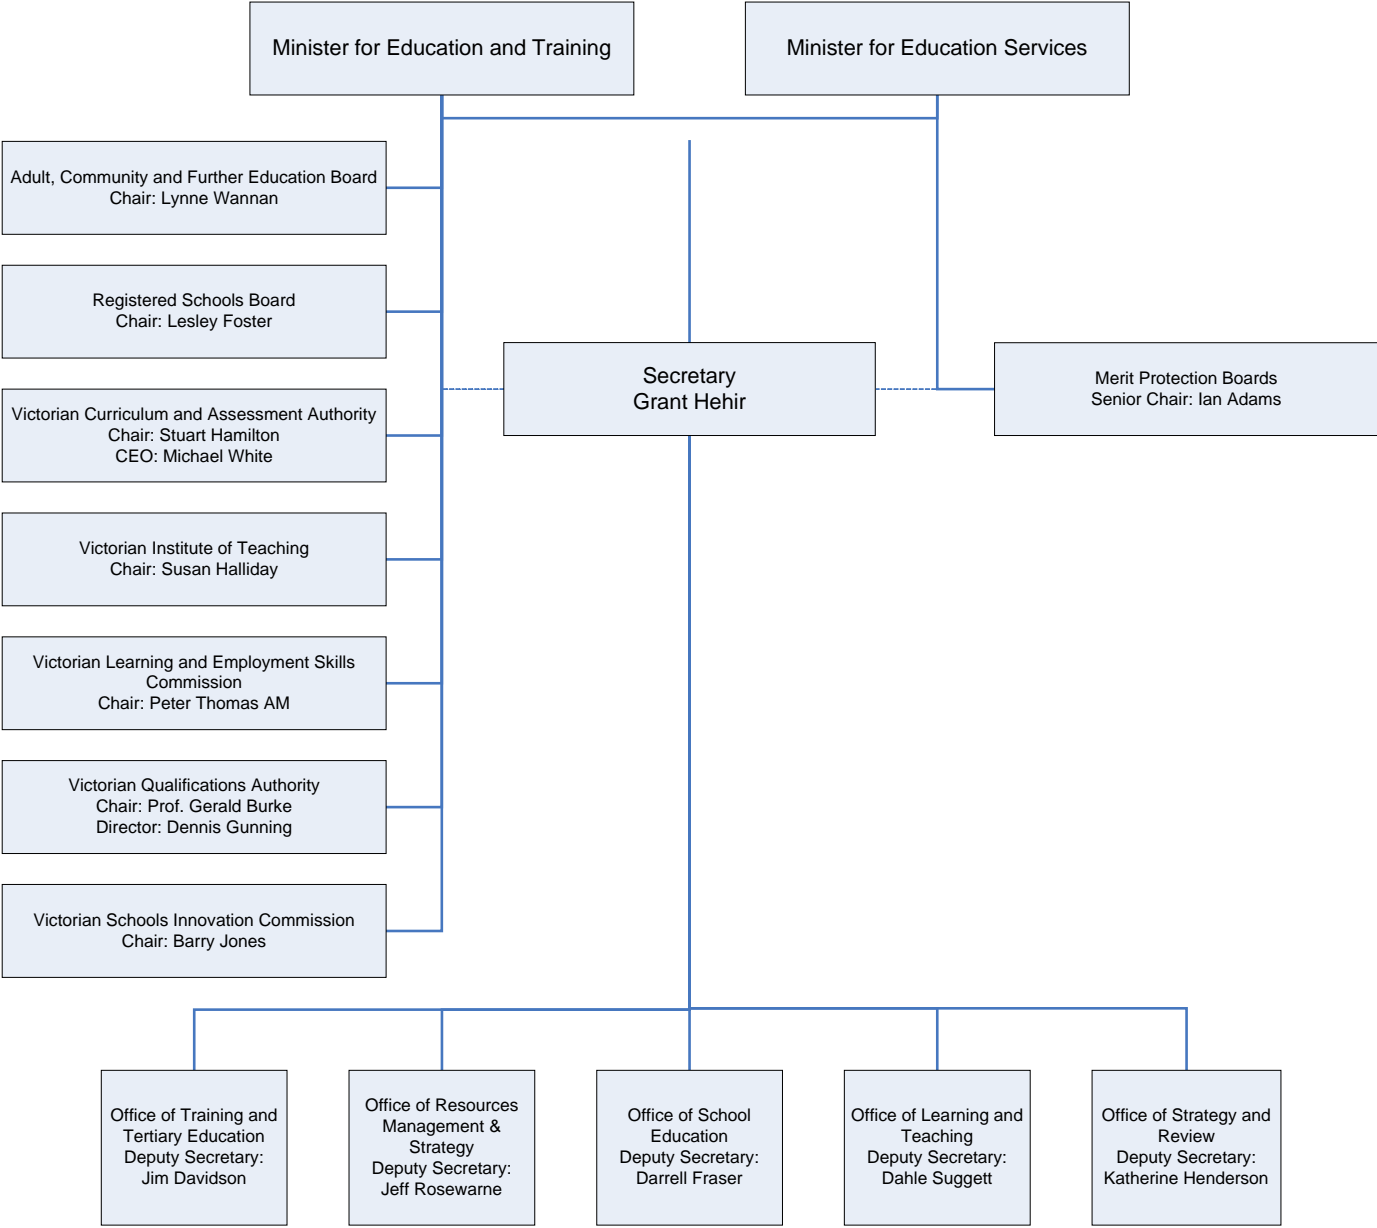 Minister for Education and Training
Minister for Education Services
Adult, Community and Further Education Board
Chair: Lynne Wannan
Registered Schools Board
Chair: Lesley Foster
Secretary
Grant Hehir
Merit Protection Boards
Senior Chair: Ian Adams
Victorian Curriculum and Assessment Authority
Chair: Stuart Hamilton
CEO: Michael White
Victorian Institute of Teaching
Chair: Susan Halliday
Victorian Learning and Employment Skills
Commission
Chair: Peter Thomas AM
Victorian Qualifications Authority
Chair: Prof. Gerald Burke
Director: Dennis Gunning
Victorian Schools Innovation Commission
Chair: Barry Jones
Office of Training and
Tertiary Education
Deputy Secretary:
Jim Davidson
Office of Resources
Management &
Strategy
Deputy Secretary:
Jeff Rosewarne
Office of School
Education
Deputy Secretary:
Darrell Fraser
Office of Learning and
Teaching
Deputy Secretary:
Dahle Suggett
Office of Strategy and
Review
Deputy Secretary:
Katherine Henderson